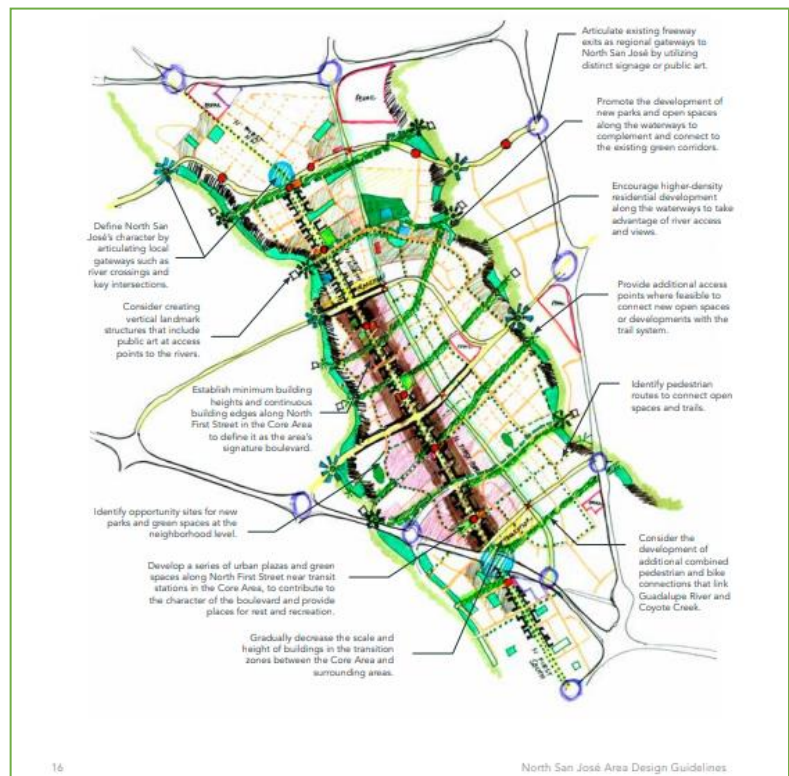 Articulate existing freeway
exits as regional gateways to
North San José by utilizing
distinct signage or public art.
Promote the development of
new parks and open spaces
along the waterways to
complement and connect to
the existing green corridors.
Encourage higher-density
residential development
along the waterways to take
advantage of river access
and views.
Define North San
José's character by
articulating local
gateways such as
river crossings and
key intersections.
Provide additional access
points where feasible to
connect new open spaces
or developments with the
trail system.
Consider creating
vertical landmark
structures that include
public art at access
points to the rivers.
Establish minimum building
heights and continuous
building edges along North
First Street in the Core Area
to define it as the area's
signature boulevard.
Identify pedestrian
routes to connect open
spaces and trails.
Identify opportunity sites for new
parks and green spaces at the
neighborhood level.
Consider the
development of
additional combined
pedestrian and bike
connections that link
Guadalupe River and
Coyote Creek.
Develop a series of urban plazas and green
spaces along North First Street near transit
stations in the Core Area, to contribute to
the character of the boulevard and provide
places for rest and recreation.
Gradually decrease the scale and
height of buildings in the transition
zones between the Core Area and
surrounding areas.
16
North San José Area Design Guidelines